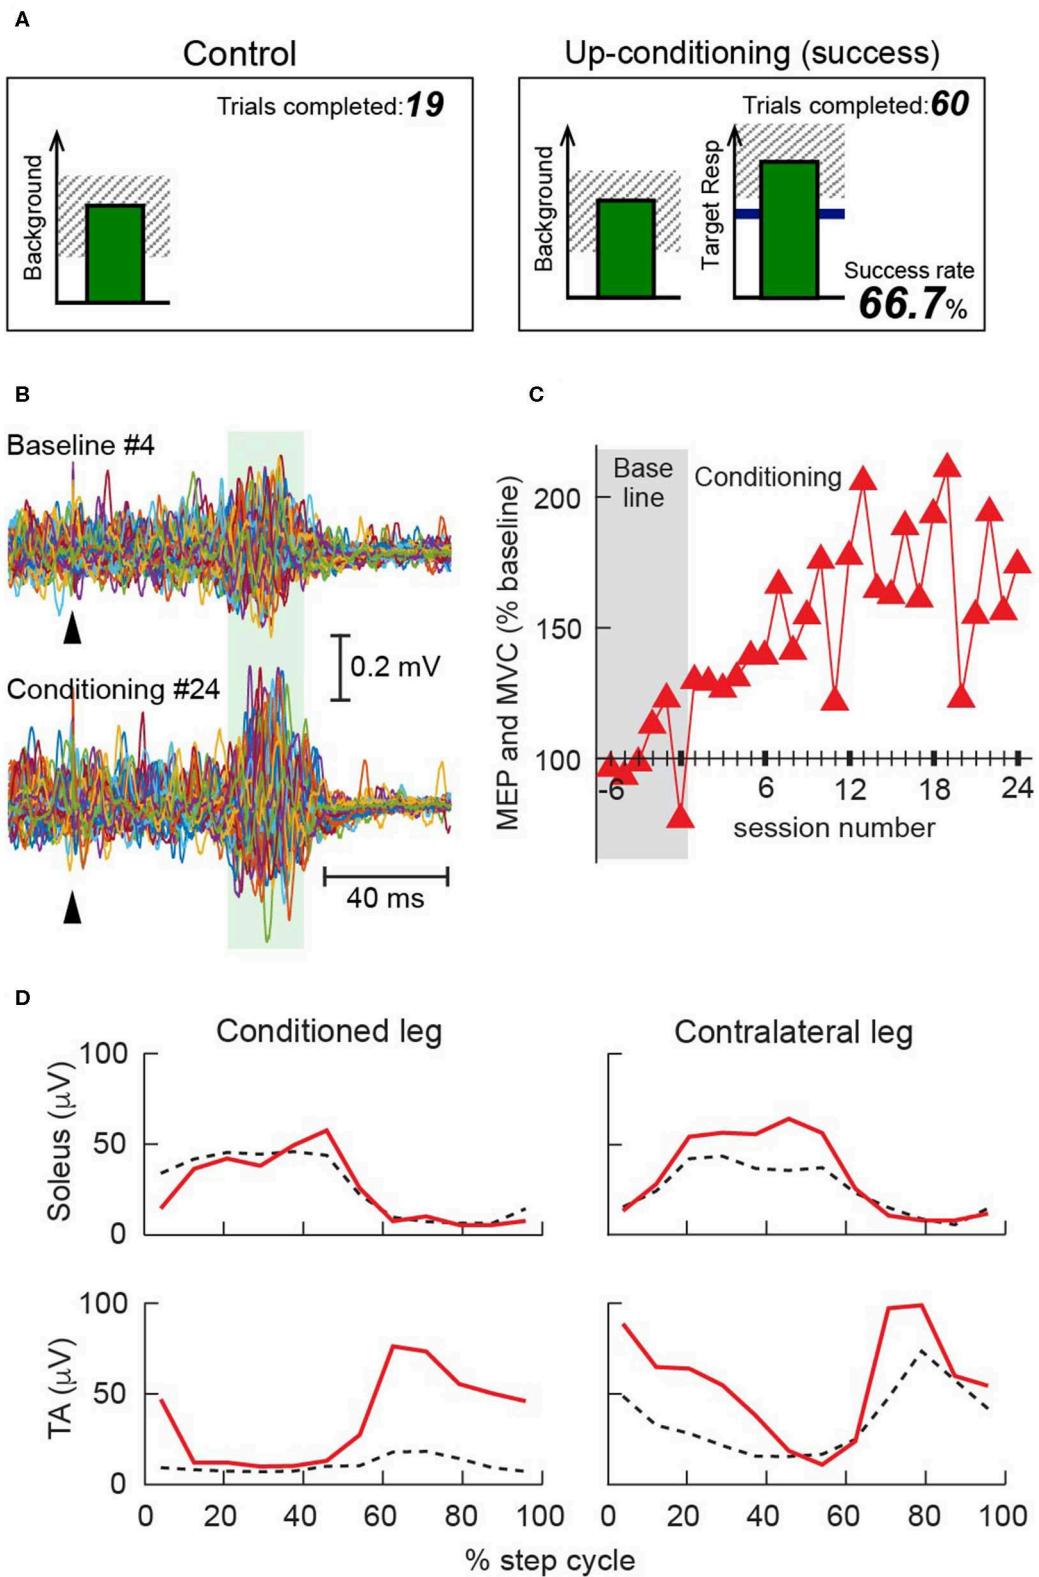 A
Control
Up-conditioning (success)
Trials completed:19
Background
Trials completed:60
Background
Target Resp
Success rate
66.7%
B
Baseline #4
0.2 mV
Conditioning #24
40 ms
C
MEP and MVC (% baseline)
Base
line
Conditioning
200
150
100
-6
6
12
18
24
session number
D
Conditioned leg
Contralateral leg
Soleus (μV)
100
50
0
TA (μV)
100
50
0
0
20
40
60
80
100
0
20
40
60
80
100
% step cycle